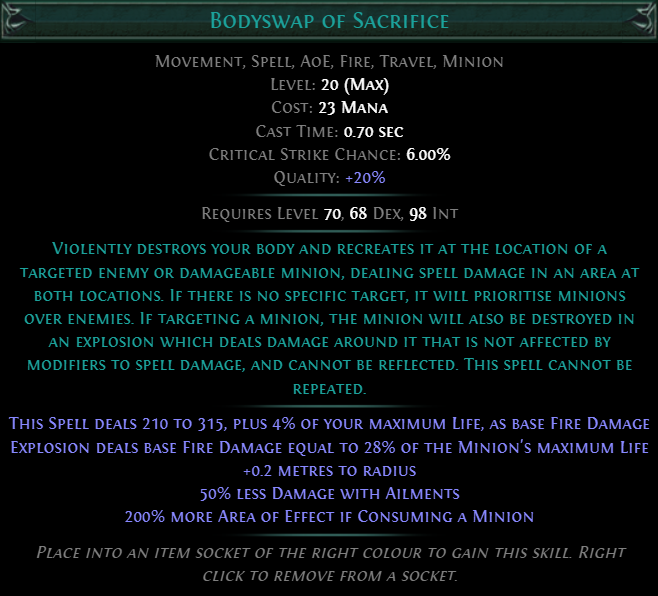 Bodyswap of Sacrifice
Movement, Spell, AoE, Fire, Travel, Minion
Level: 20 (Max)
Cost: 23 Mana
Cast Time: 0.70 sec
Critical Strike Chance: 6.00%
Quality: +20%
Requires Level 70, 68 Dex, 98 Int
Violently destroys your body and recreates it at the location of a
targeted enemy or damageable minion, dealing spell damage in an area at
both locations. If there is no specific target, it will prioritise minions
over enemies. If targeting a minion, the minion will also be destroyed in
an explosion which deals damage around it that is not affected by
modifiers to spell damage, and cannot be reflected. This spell cannot be
repeated.
This Spell deals 210 to 315, plus 4% of your maximum Life, as base Fire Damage
Explosion deals base Fire Damage equal to 28% of the Minion's maximum Life
+0.2 metres to radius
50% less Damage with Ailments
200% more Area of Effect if Consuming a Minion
Place into an item socket of the right colour to gain this skill. Right
click to remove from a socket.